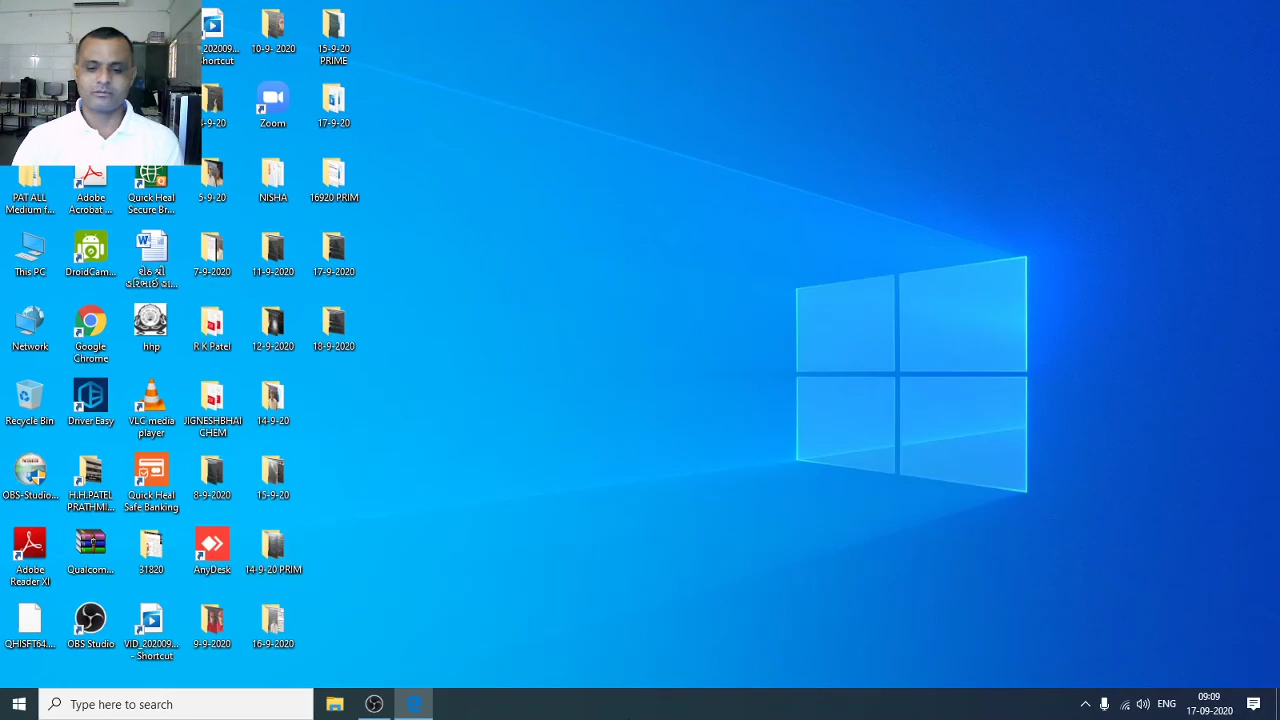 _202009...
Shortcut
10-9- 2020
15-9-20
PRIME
-9-20
Zoom
17-9-20
PAT ALL
Medium f...
Adobe
Acrobat ...
Quick Heal
Secure Br...
5-9-20
NISHA
16920 PRIM
This PC
DroidCam...
શેઠ શ્રી
7-9-2020
11-9-2020
17-9-2020
Network
Google
Chrome
hhp
R K Patel
12-9-2020
18-9-2020
Recycle Bin
Driver Easy
VLC media
player
JIGNESHBHAI
CHEM
14-9-20
OBS-Studio...
H.H.PATEL
PRATHMI...
Quick Heal
Safe Banking
8-9-2020
15-9-20
Adobe
Reader XI
Qualcom...
31820
AnyDesk
14-9-20 PRIM
QHISFT64....
OBS Studio
VID_202009...
- Shortcut
9-9-2020
16-9-2020
Type here to search
ENG
09:09
17-09-2020